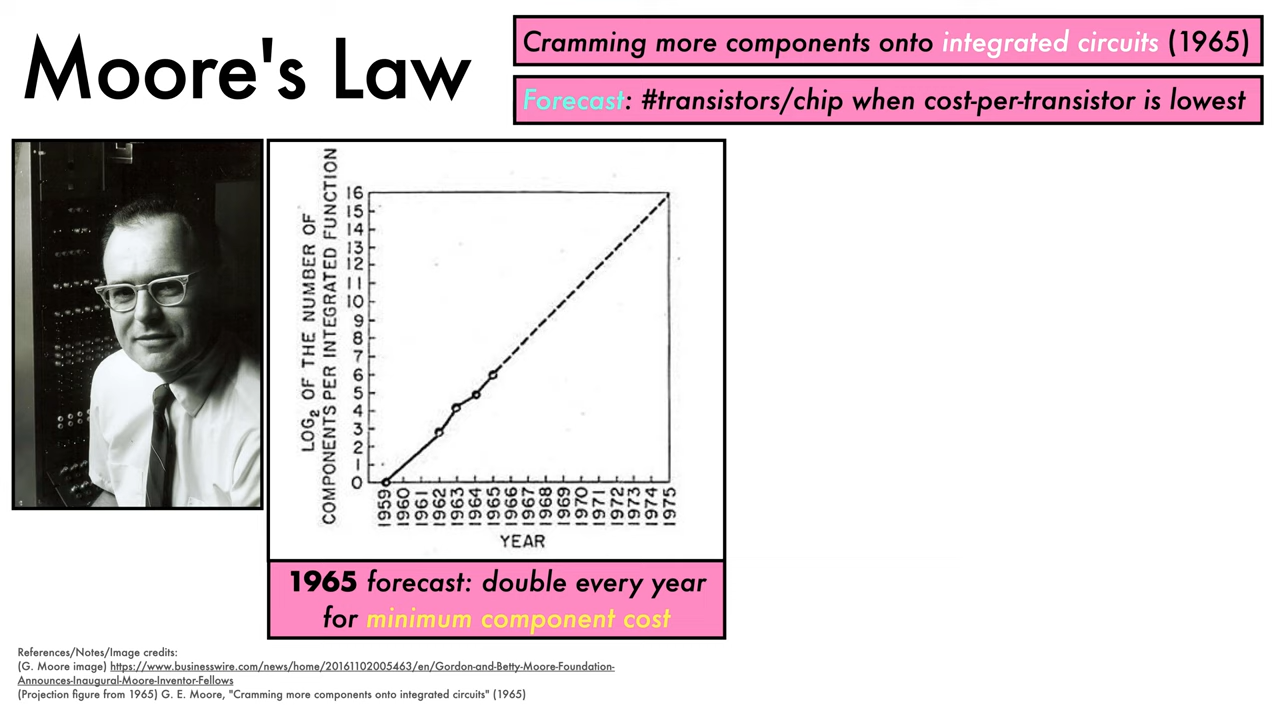 Moore's Law
Cramming more components onto integrated circuits (1965)
Forecast: #transistors/chip when cost-per-transistor is lowest
LOG2 OF THE NUMBER OF
COMPONENTS PER INTEGRATED FUNCTION
16
15
14
13
12
11
10
9
8
7
6
5
4
3
2
1
0
1959
1960
1961
1962
1963
1964
1965
1966
1967
1968
1969
1970
1971
1972
1973
1974
1975
YEAR
1965 forecast: double every year
for minimum component cost
References/Notes/Image credits:
(G. Moore image) https://www.businesswire.com/news/home/20161102005463/en/Gordon-and-Betty-Moore-Foundation-
Announces-Inaugural-Moore-Inventor-Fellows
(Projection figure from 1965) G. E. Moore, "Cramming more components onto integrated circuits" (1965)